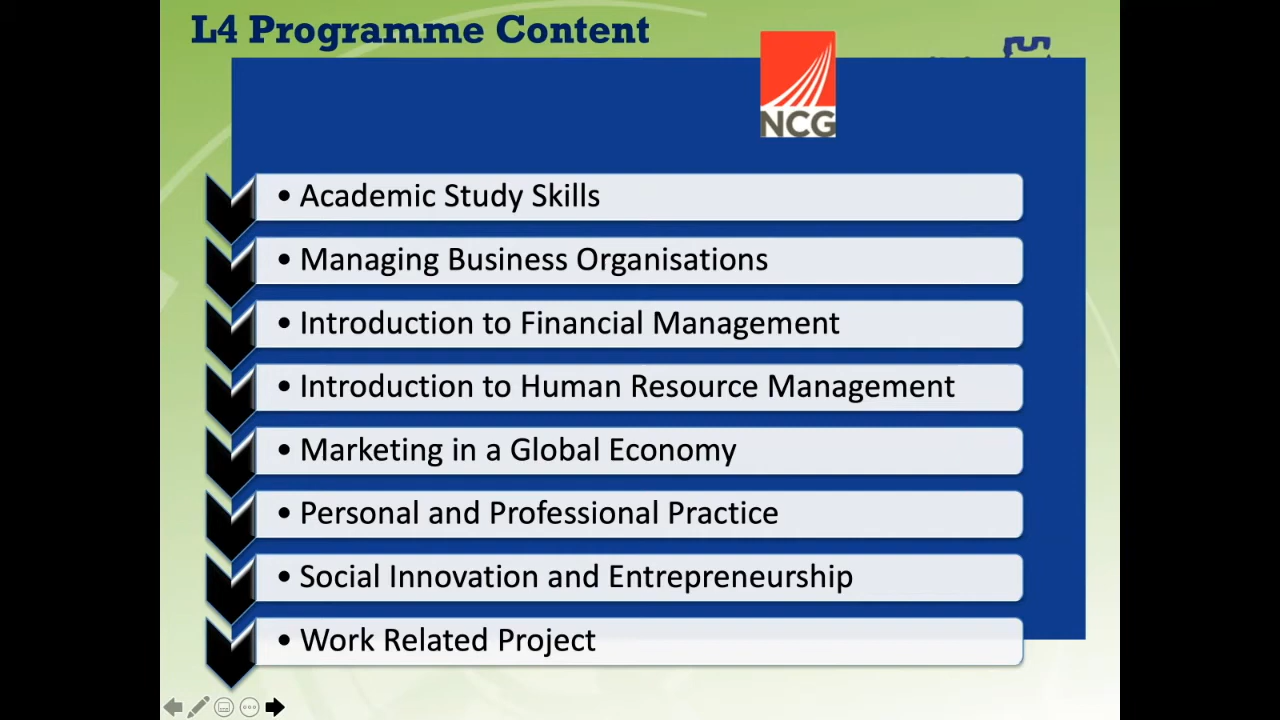 L4 Programme Content
NCG
• Academic Study Skills
• Managing Business Organisations
• Introduction to Financial Management
• Introduction to Human Resource Management
• Marketing in a Global Economy
• Personal and Professional Practice
• Social Innovation and Entrepreneurship
• Work Related Project